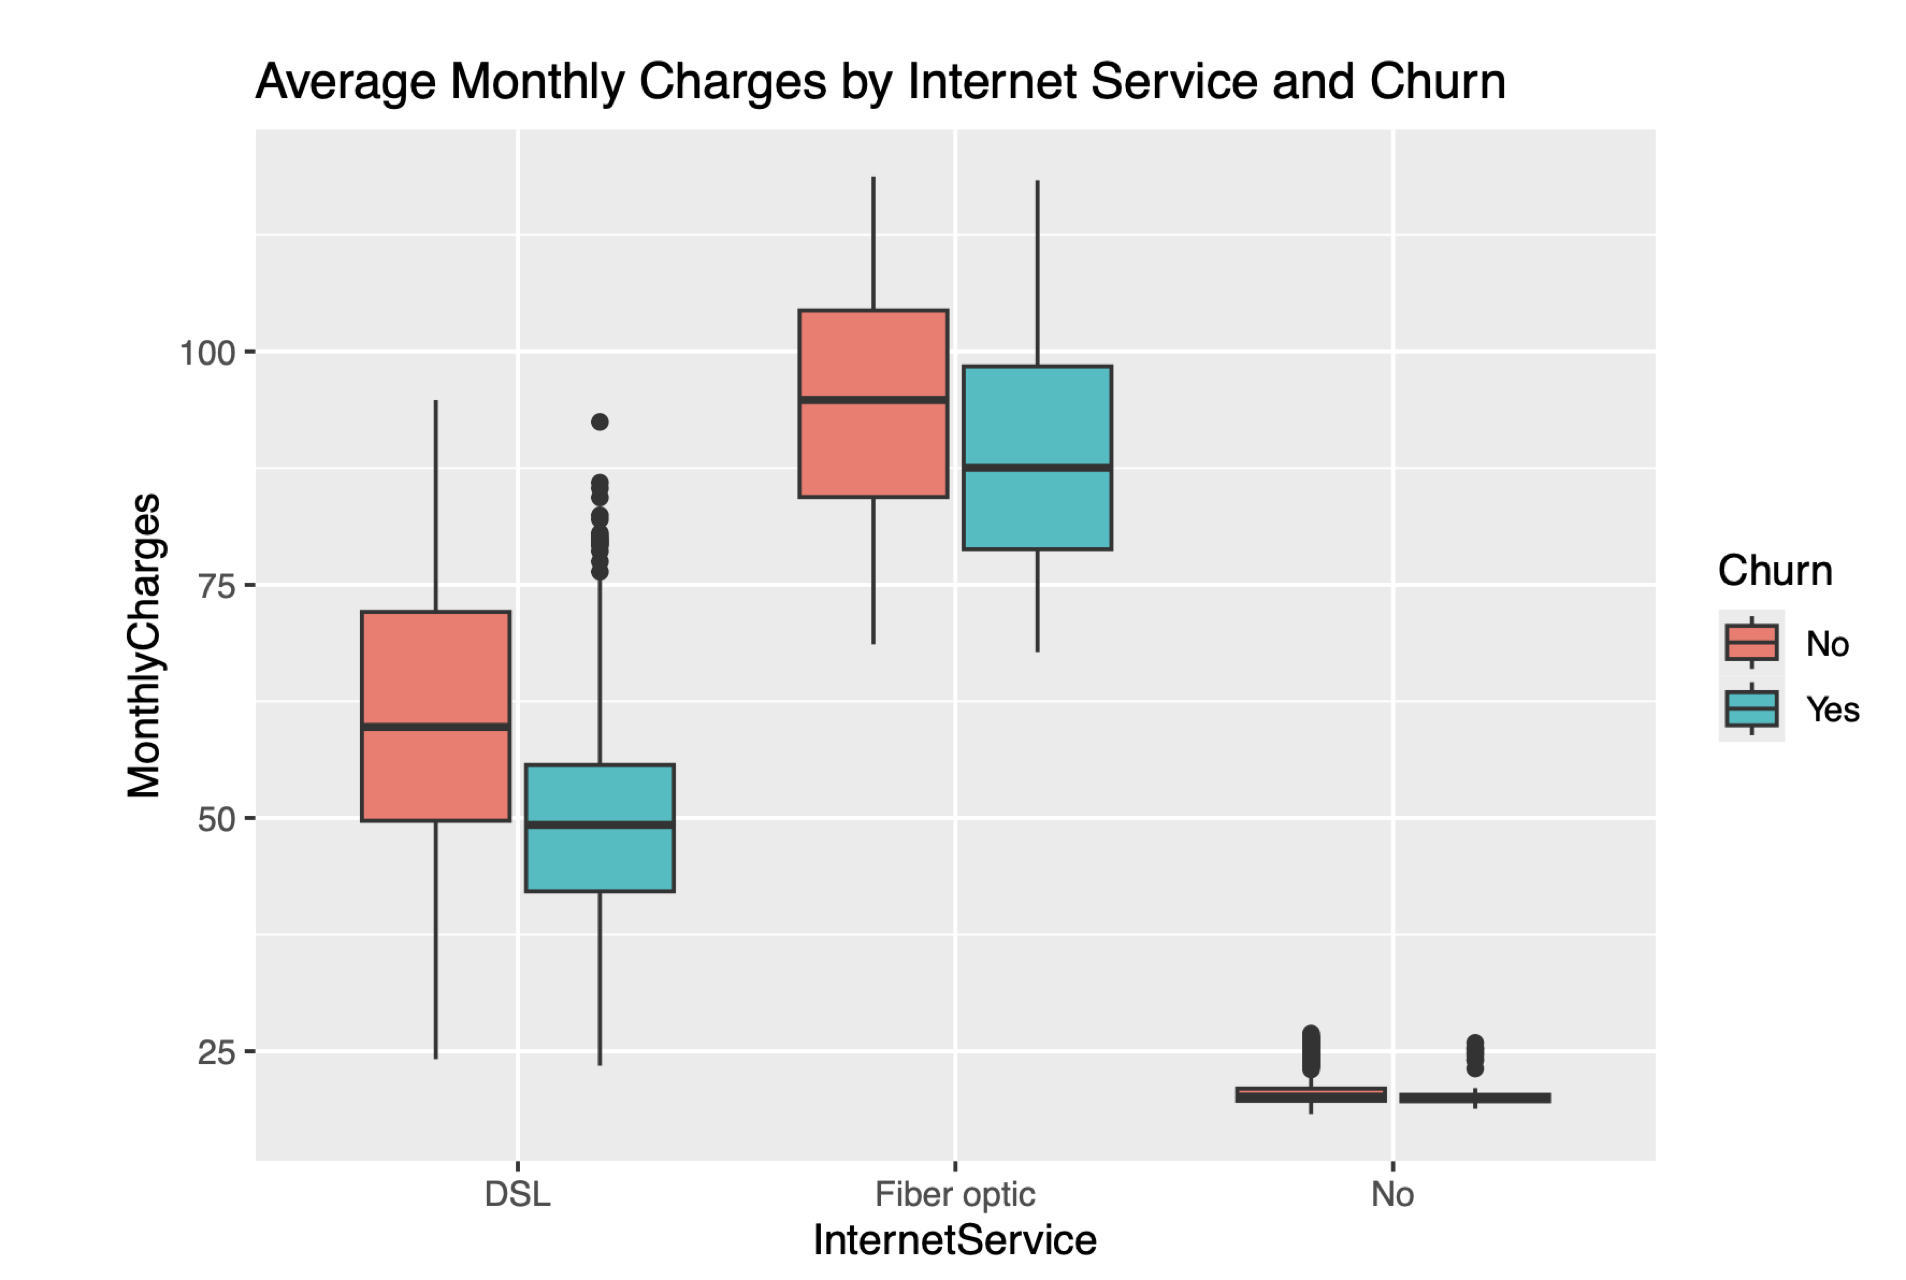 Average Monthly Charges by Internet Service and Churn
MonthlyCharges
100
75
50
25
DSL
Fiber optic
No
InternetService
Churn
No
Yes